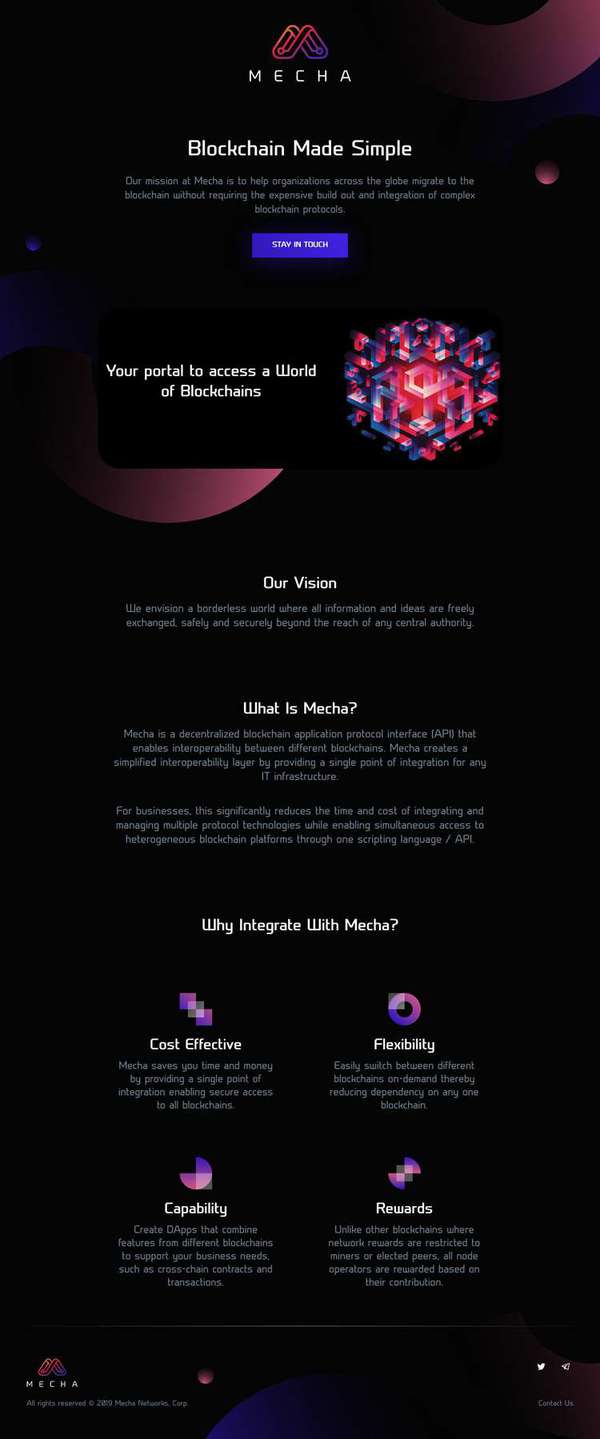 MECHA
Blockchain Made Simple
Our mission at Mecha is to help organizations across the globe migrate to the
blockchain without requiring the expensive build out and integration of complex
blockchain protocols.
STAY IN TOUCH
Your portal to access a World
of Blockchains
Our Vision
We envision a borderless world where all information and ideas are freely
exchanged, safely and securely beyond the reach of any central authority.
What Is Mecha?
Mecha is a decentralized blockchain application protocol interface (API) that
enables interoperability between different blockchains. Mecha creates a
simplified interoperability layer by providing a single point of integration for any
IT infrastructure.
For businesses, this significantly reduces the time and cost of integrating and
managing multiple protocol technologies while enabling simultaneous access to
heterogeneous blockchain platforms through one scripting language / API.
Why Integrate With Mecha?
Cost Effective
Mecha saves you time and money
by providing a single point of
integration enabling secure access
to all blockchains.
Flexibility
Easily switch between different
blockchains on-demand thereby
reducing dependency on any one
blockchain.
Capability
Create DApps that combine
features from different blockchains
to support your business needs,
such as cross-chain contracts and
transactions.
Rewards
Unlike other blockchains where
network rewards are restricted to
miners or elected peers, all node
operators are rewarded based on
their contribution.
MECHA
All rights reserved © 2019 Mecha Networks, Corp.
Contact Us